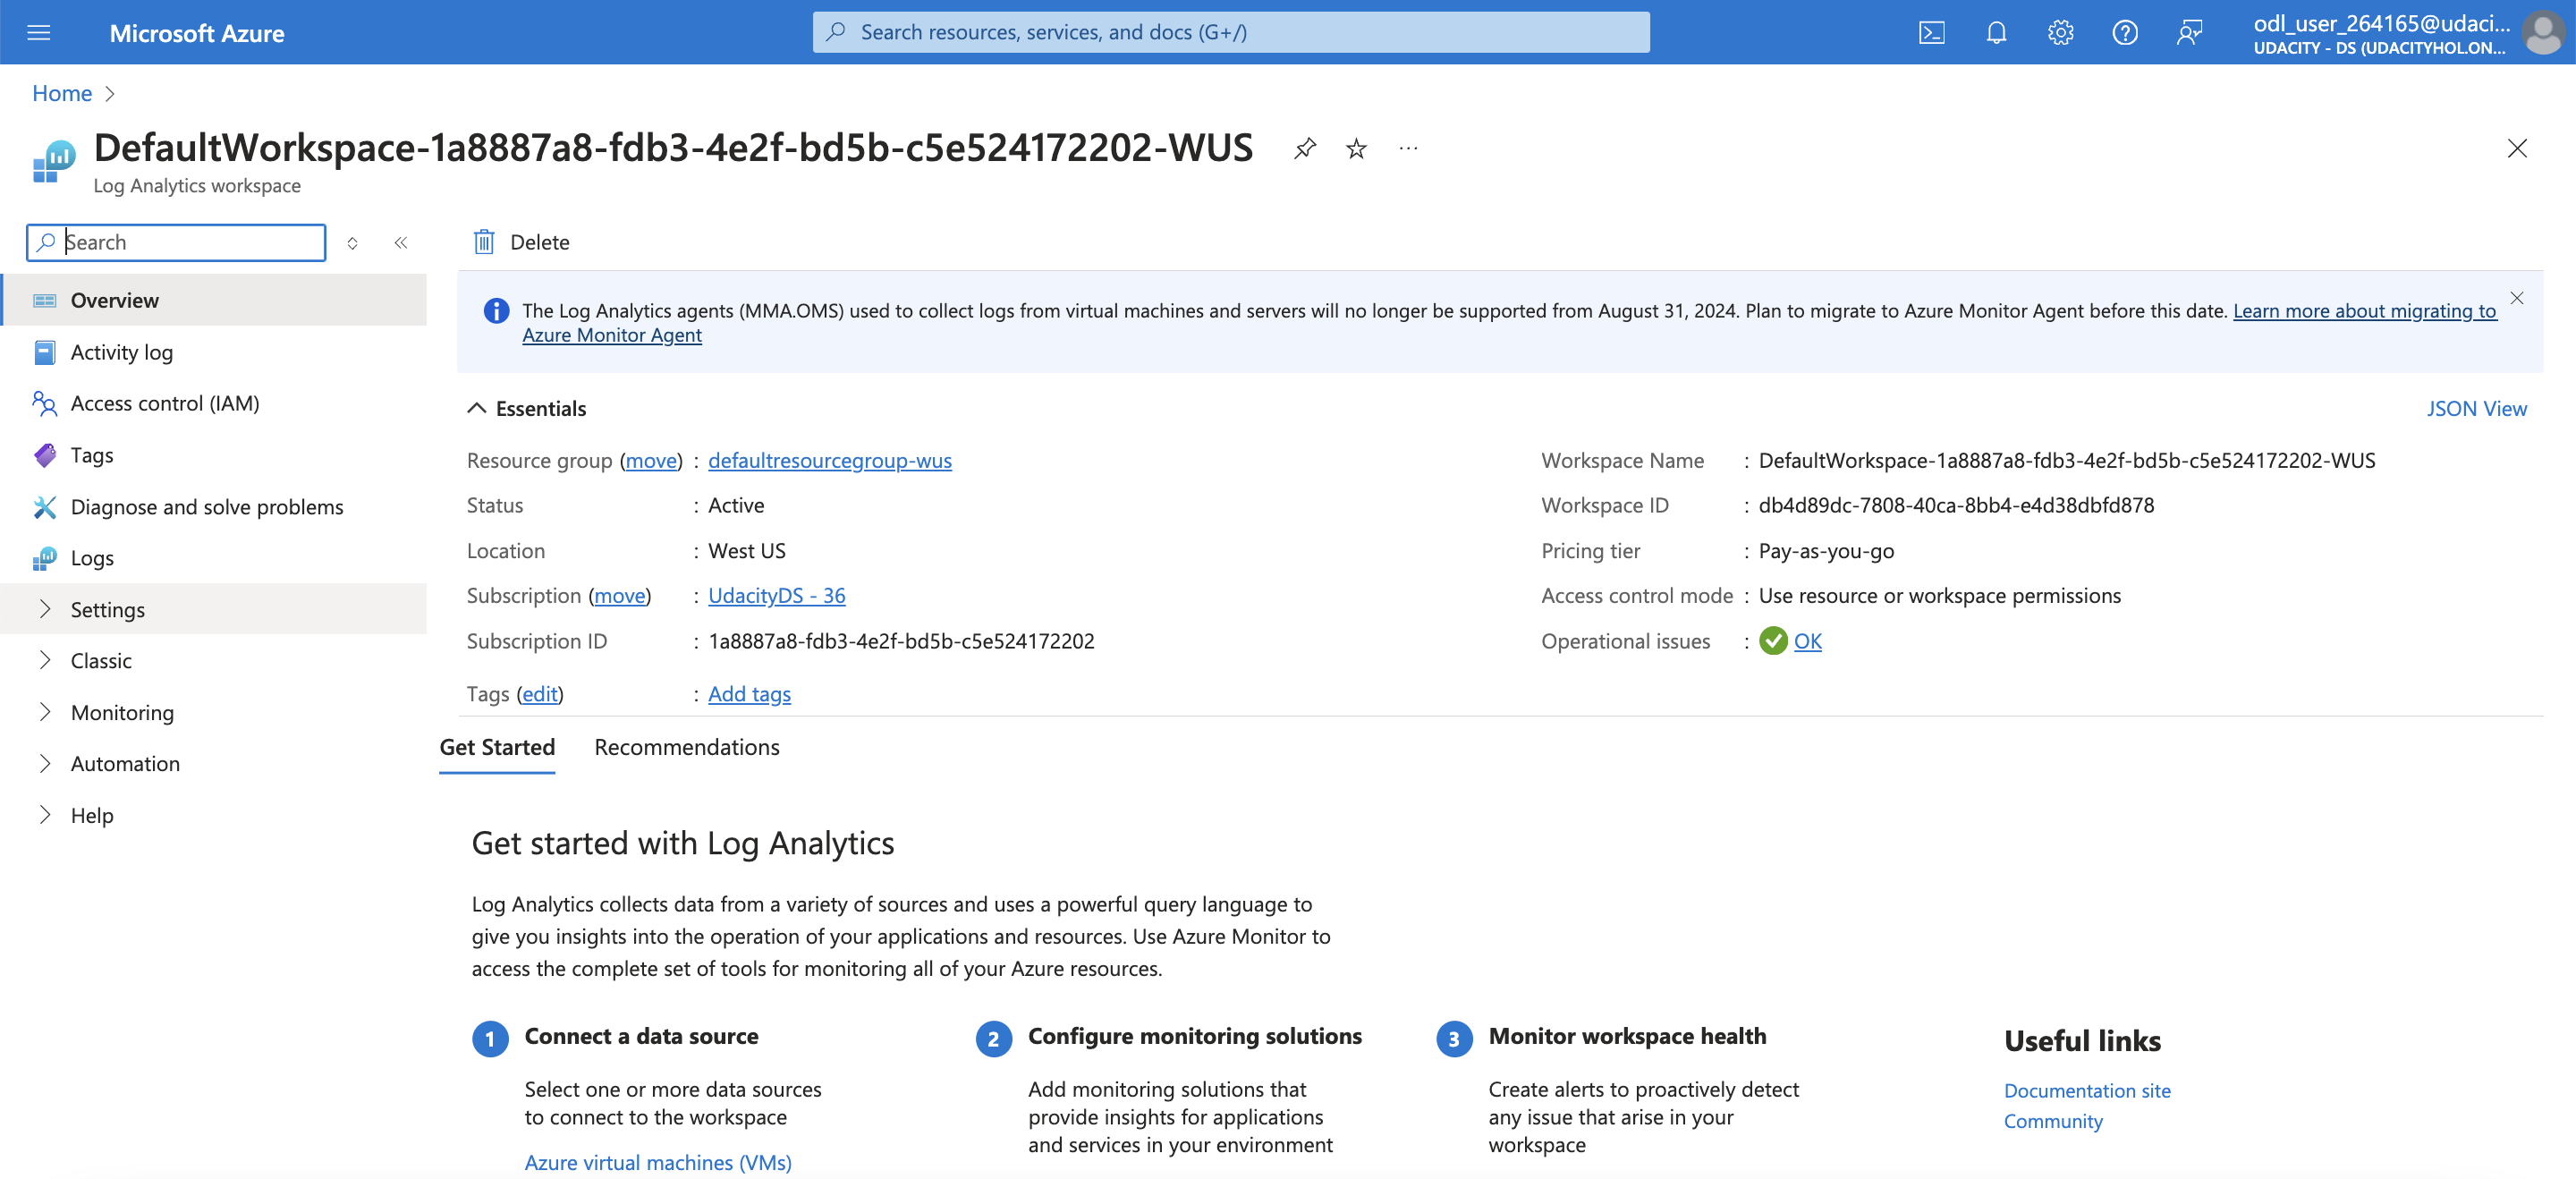 Microsoft Azure
Search resources, services, and docs (G+/)
odl_user_264165@udaci...
UDACITY - DS (UDACITYHOL.ON...
Home
DefaultWorkspace-1a8887a8-fdb3-4e2f-bd5b-c5e524172202-WUS
Log Analytics workspace
Search
Overview
Activity log
Access control (IAM)
Tags
Diagnose and solve problems
Logs
Settings
Classic
Monitoring
Automation
Help
Delete
The Log Analytics agents (MMA.OMS) used to collect logs from virtual machines and servers will no longer be supported from August 31, 2024. Plan to migrate to Azure Monitor Agent before this date. Learn more about migrating to
Azure Monitor Agent
Essentials
JSON View
Resource group (move) : defaultresourcegroup-wus
Status : Active
Location : West US
Subscription (move) : UdacityDS - 36
Subscription ID : 1a8887a8-fdb3-4e2f-bd5b-c5e524172202
Tags (edit) : Add tags
Workspace Name : DefaultWorkspace-1a8887a8-fdb3-4e2f-bd5b-c5e524172202-WUS
Workspace ID : db4d89dc-7808-40ca-8bb4-e4d38dbfd878
Pricing tier : Pay-as-you-go
Access control mode : Use resource or workspace permissions
Operational issues : OK
Get Started
Recommendations
Get started with Log Analytics
Log Analytics collects data from a variety of sources and uses a powerful query language to
give you insights into the operation of your applications and resources. Use Azure Monitor to
access the complete set of tools for monitoring all of your Azure resources.
1 Connect a data source
Select one or more data sources
to connect to the workspace
Azure virtual machines (VMs)
2 Configure monitoring solutions
Add monitoring solutions that
provide insights for applications
and services in your environment
3 Monitor workspace health
Create alerts to proactively detect
any issue that arise in your
workspace
Useful links
Documentation site
Community